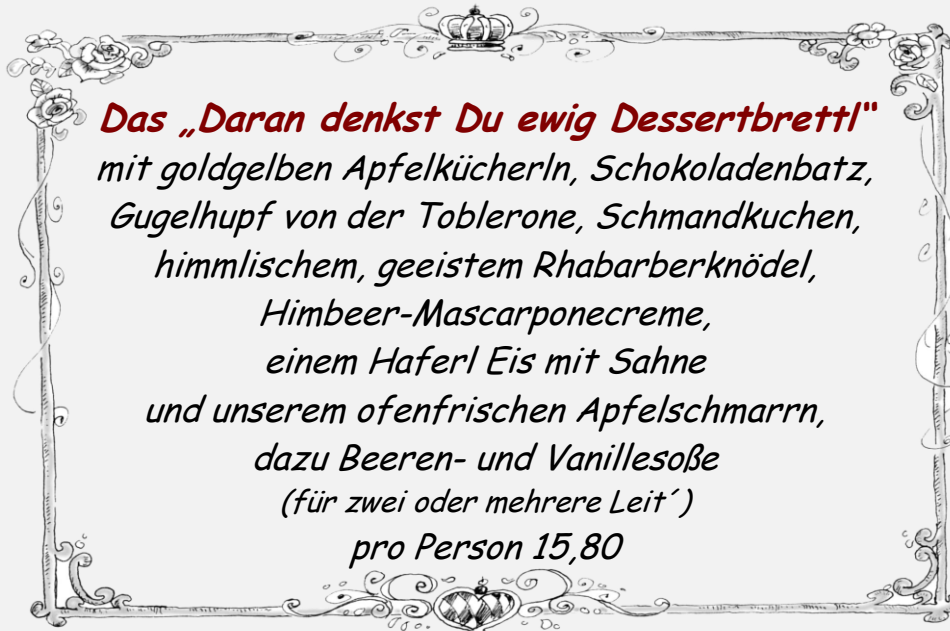 Das „Daran denkst Du ewig Dessertbrettl“
mit goldgelben Apfelkücherln, Schokoladenbatz,
Gugelhupf von der Toblerone, Schmandkuchen,
himmlischem, geeistem Rhabarberknödel,
Himbeer-Mascarponecreme,
einem Haferl Eis mit Sahne
und unserem ofenfrischen Apfelschmarrn,
dazu Beeren- und Vanillesoße
(für zwei oder mehrere Leit´)
pro Person 15,80